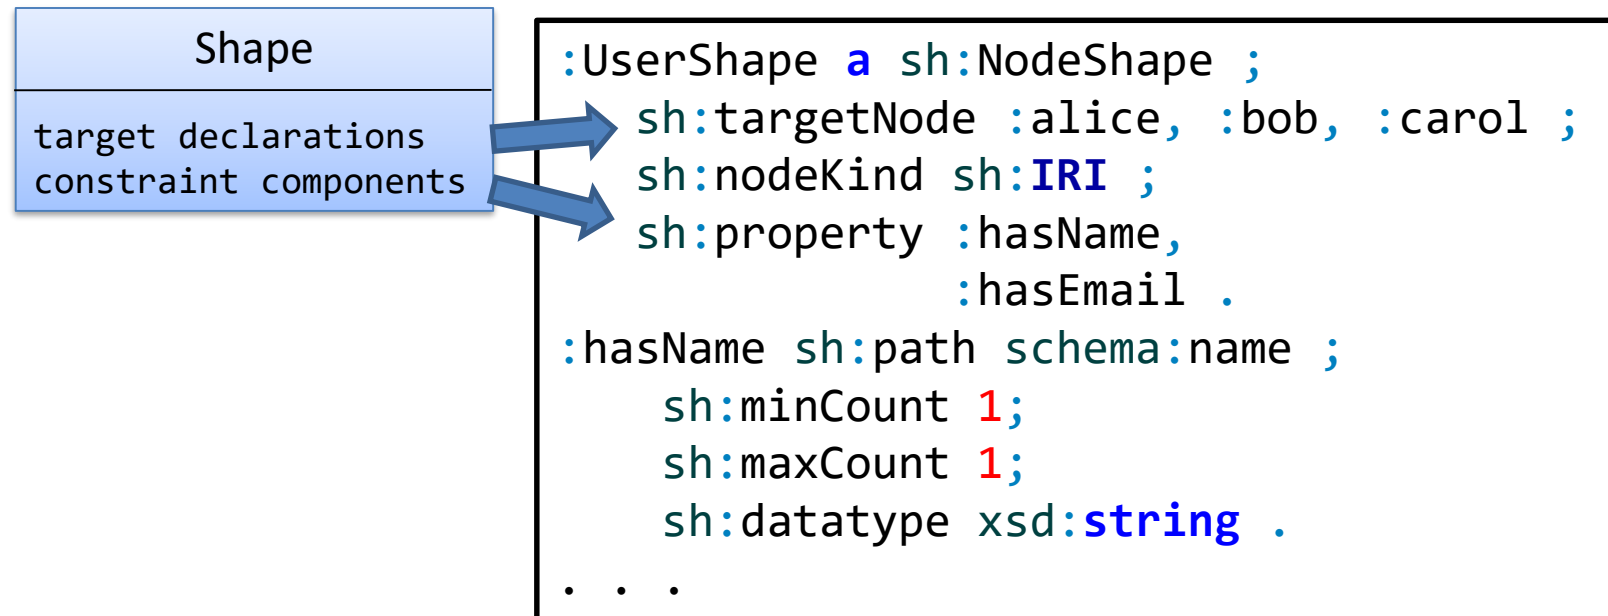 Shape
target declarations
constraint components
:UserShape a sh:NodeShape ;
sh:targetNode :alice, :bob, :carol ;
sh:nodeKind sh:IRI ;
sh:property :hasName,
:hasEmail .
:hasName sh:path schema:name ;
sh:minCount 1;
sh:maxCount 1;
sh:datatype xsd:string .
. . .